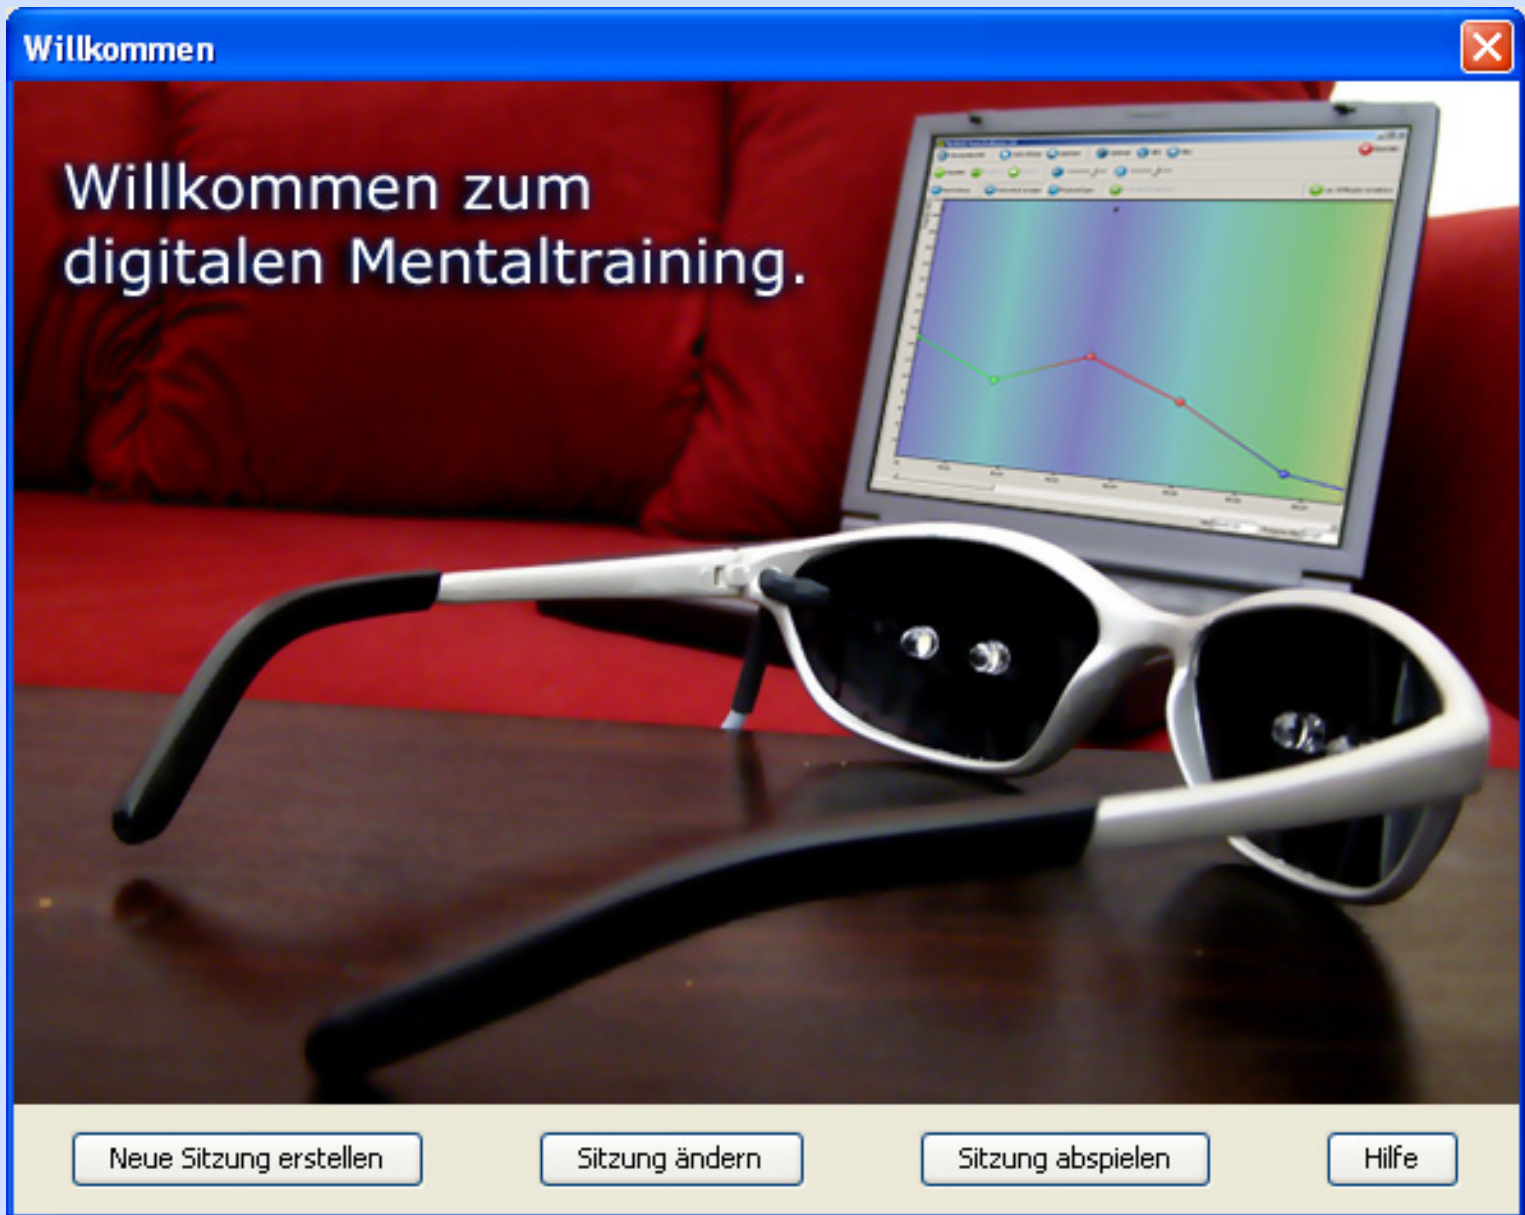 Willkommen
Willkommen zum
digitalen Mentaltraining.
Neue Sitzung erstellen
Sitzung ändern
Sitzung abspielen
Hilfe